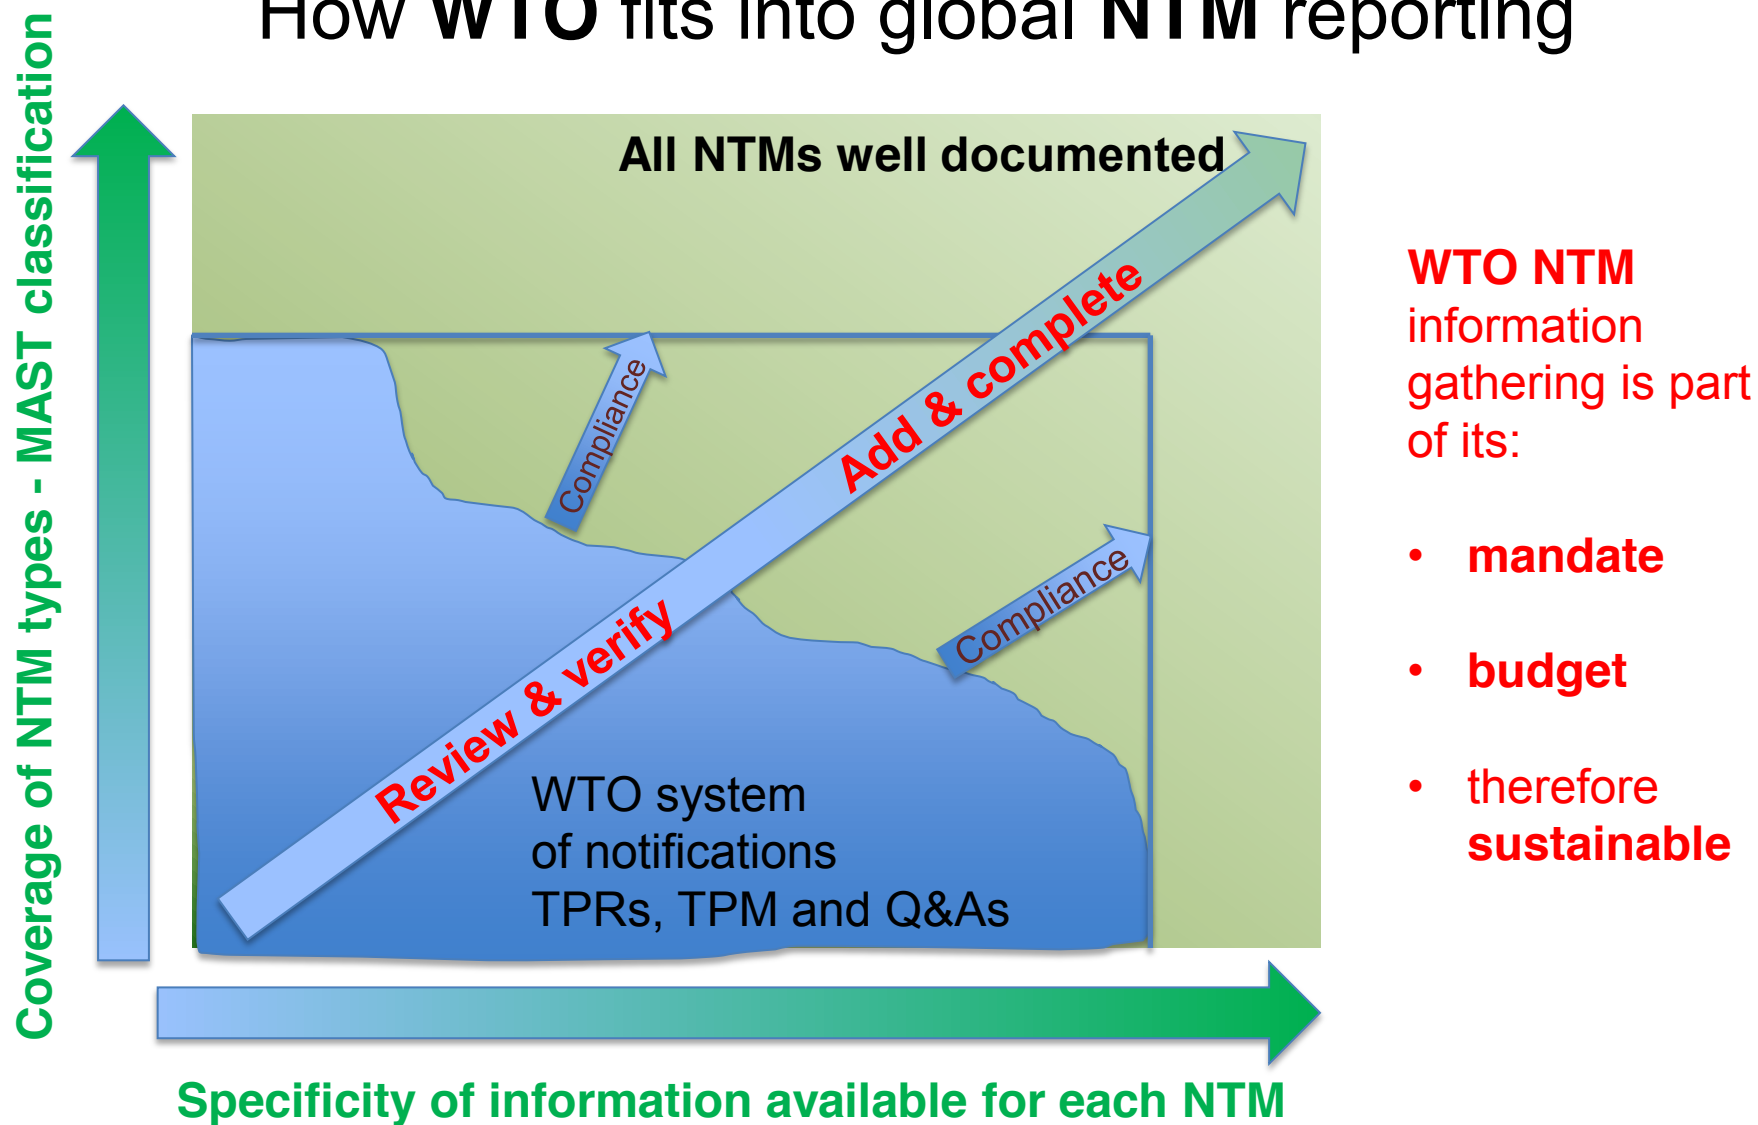 How WTO fits into global NTM reporting
Coverage of NTM types - MAST classification
All NTMs well documented
Compliance
Add & complete
Compliance
Review & verify
WTO system
of notifications
TPRs, TPM and Q&As
Specificity of information available for each NTM
WTO NTM
information
gathering is part
of its:
• mandate
• budget
• therefore
sustainable